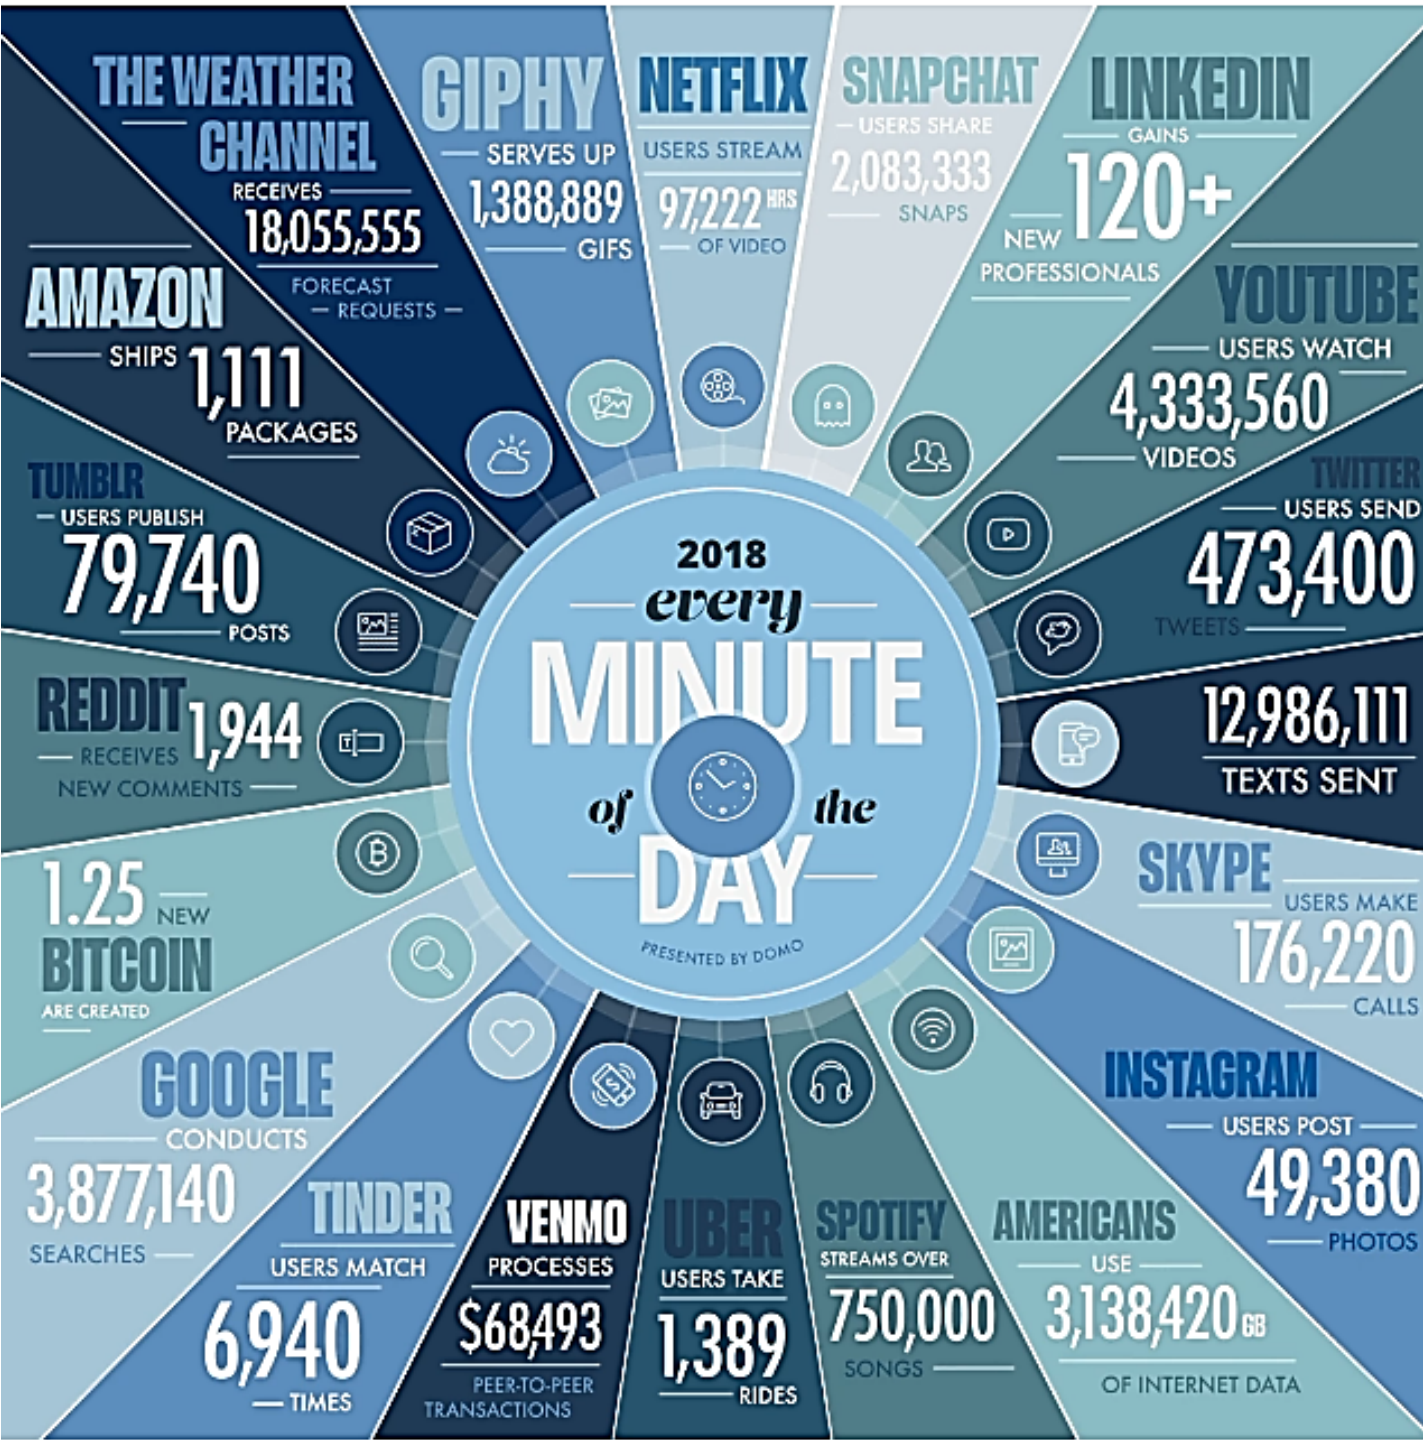 THE WEATHER
CHANNEL
RECEIVES
18,055,555
FORECAST
REQUESTS
GIPHY
SERVES UP
1,388,889
GIFS
NETFLIX
USERS STREAM
97,222 HRS
OF VIDEO
SNAPCHAT
USERS SHARE
2,083,333
SNAPS
LINKEDIN
GAINS
120+
NEW
PROFESSIONALS
YOUTUBE
USERS WATCH
4,333,560
VIDEOS
TWITTER
USERS SEND
473,400
TWEETS
12,986,111
TEXTS SENT
SKYPE
USERS MAKE
176,220
CALLS
INSTAGRAM
USERS POST
49,380
PHOTOS
AMERICANS
USE
3,138,420 GB
OF INTERNET DATA
SPOTIFY
STREAMS OVER
750,000
SONGS
UBER
USERS TAKE
1,389
RIDES
VENMO
PROCESSES
$68,493
PEER-TO-PEER
TRANSACTIONS
TINDER
USERS MATCH
6,940
TIMES
GOOGLE
CONDUCTS
3,877,140
SEARCHES
1.25 NEW
BITCOIN
ARE CREATED
REDDIT
RECEIVES 1,944
NEW COMMENTS
TUMBLR
USERS PUBLISH
79,740
POSTS
AMAZON
SHIPS 1,111
PACKAGES
2018
every
MINUTE
of the
DAY
PRESENTED BY DOMO